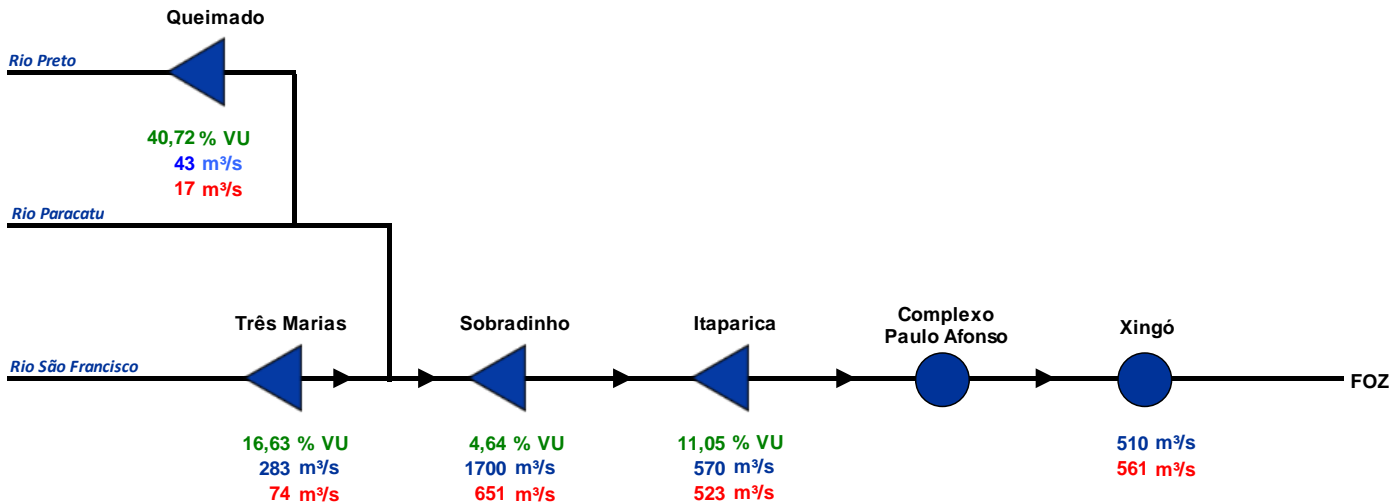 Queimado
Rio Preto
40,72 % VU
43 m³/s
17 m³/s
Rio Paracatu
Três Marias
Sobradinho
Itaparica
Complexo
Paulo Afonso
Xingó
Rio São Francisco
FOZ
16,63 % VU
283 m³/s
74 m³/s
4,64 % VU
1700 m³/s
651 m³/s
11,05 % VU
570 m³/s
523 m³/s
510 m³/s
561 m³/s